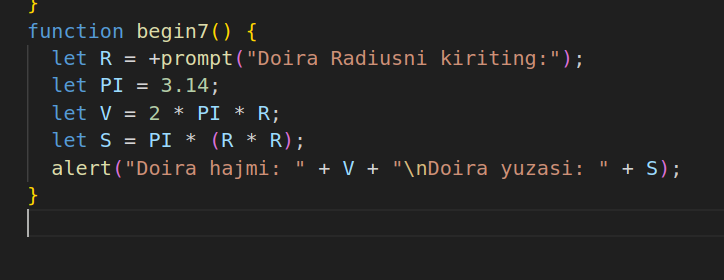 }
function begin7() {
let R = +prompt("Doira Radiusni kiriting:");
let PI = 3.14;
let V = 2 * PI * R;
let S = PI * (R * R);
alert("Doira hajmi: " + V + "\nDoira yuzasi: " + S);
}